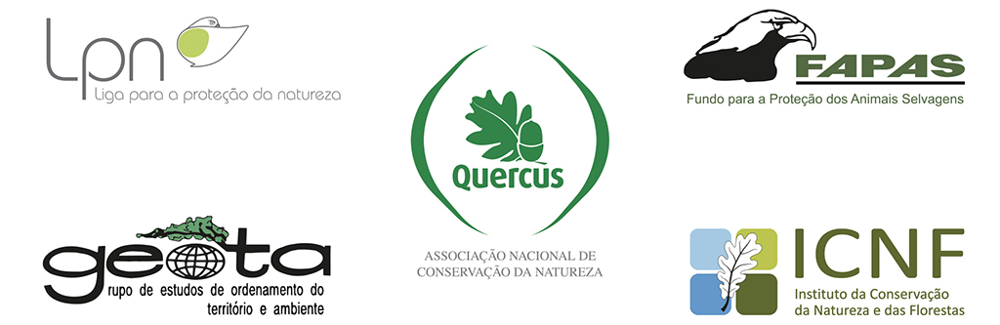 Lpn
Liga para a proteção da natureza
FAPAS
Fundo para a Proteção dos Animais Selvagens
Quercus
ASSOCIAÇÃO NACIONAL DE
CONSERVAÇÃO DA NATUREZA
geota
rupo de estudos de ordenamento do
território e ambiente
ICNF
Instituto da Conservação
da Natureza e das Florestas